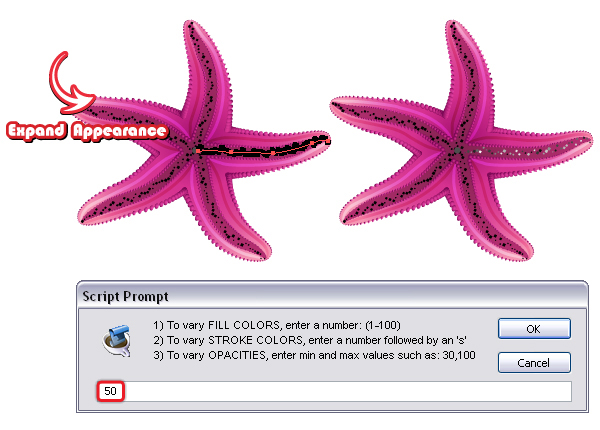 Expand Appearance
Script Prompt
1) To vary FILL COLORS, enter a number: (1-100)
2) To vary STROKE COLORS, enter a number followed by an 's'
3) To vary OPACITIES, enter min and max values such as: 30,100
OK
Cancel
50